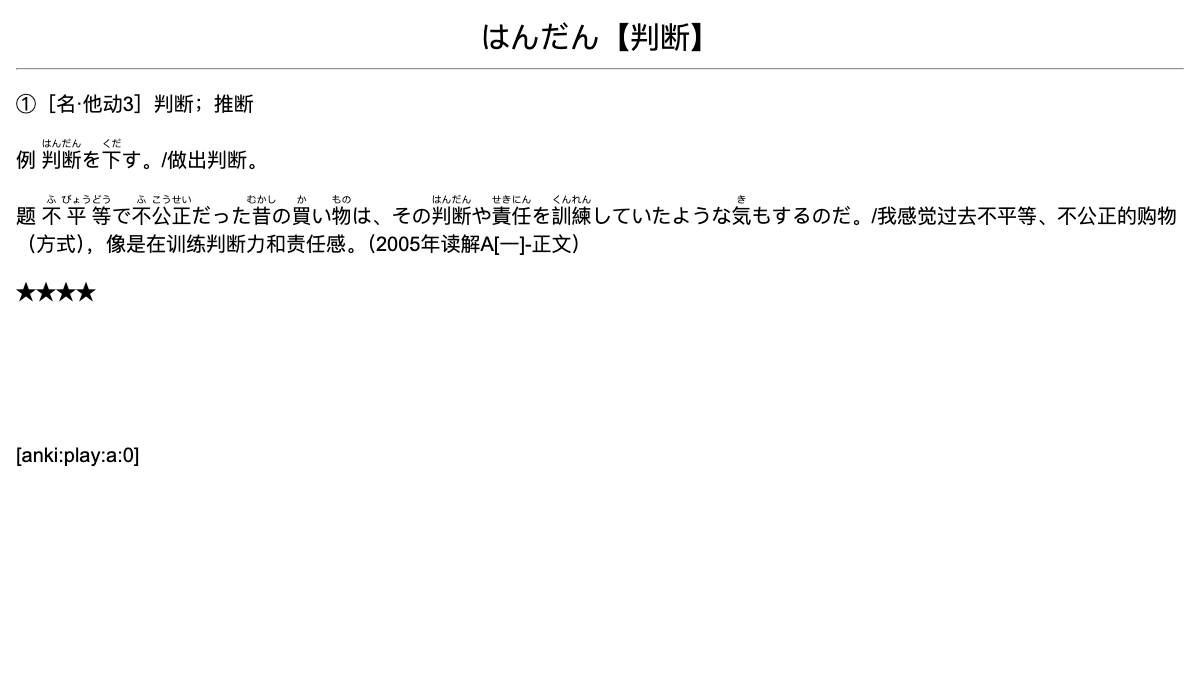 はんだん【判断】
①［名·他动3］判断；推断
はんだん くだ
例 判断を下す。/做出判断。
ふ びょうどう ふ こうせい むかし か もの はんだん せきにん くんれん き
题 不平等で不公正だった昔の買い物は、その判断や責任を訓練していたような気もするのだ。/我感觉过去不平等、不公正的购物
（方式），像是在训练判断力和责任感。（2005年读解A[一]-正文）
★★★★
[anki:play:a:0]